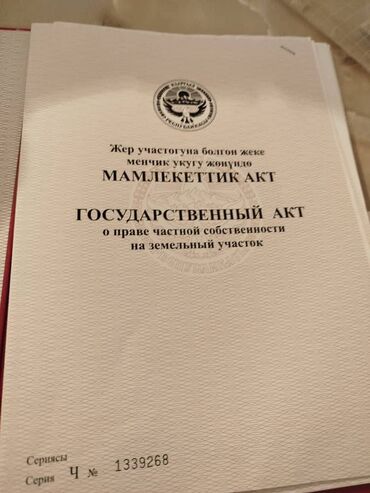 Жер участогуна болгон жеке
менчик укугу жөнүндө
МАМЛЕКЕТТИК АКТ
ГОСУДАРСТВЕННЫЙ АКТ
о праве частной собственности
на земельный участок
Сериясы
Серия Ч № 1339268